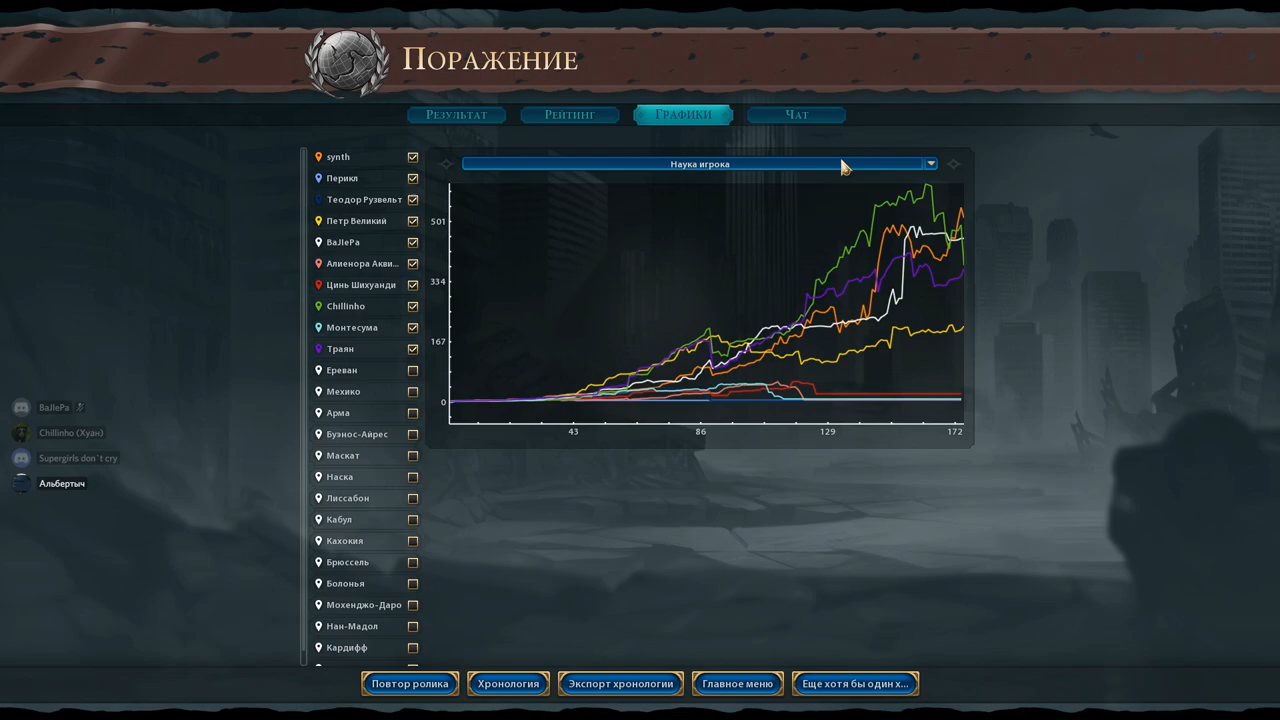 Поражение
Результат
Рейтинг
Графики
Чат
Наука игрока
synth
Перикл
Теодор Рузвельт
Петр Великий
BaJIePa
Алиенора Акви...
Цинь Шихуанди
Chillinho
Монтесума
Траян
Ереван
Мехико
Арма
Буэнос-Айрес
Маскат
Наска
Лиссабон
Кабул
Кахокия
Брюссель
Болонья
Мохенджо-Даро
Нан-Мадол
Кардифф
501
334
167
0
43
86
129
172
BaJIePa
Chillinho (Хуан)
Supergirls don`t cry
Альбертыч
Повтор ролика
Хронология
Экспорт хронологии
Главное меню
Еще хотя бы один х...